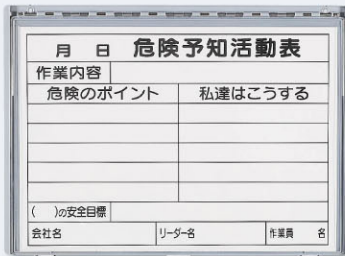 月 日 危険予知活動表
作業内容
危険のポイント 私達はこうする
( )の安全目標
会社名 リーダー名 作業員 名